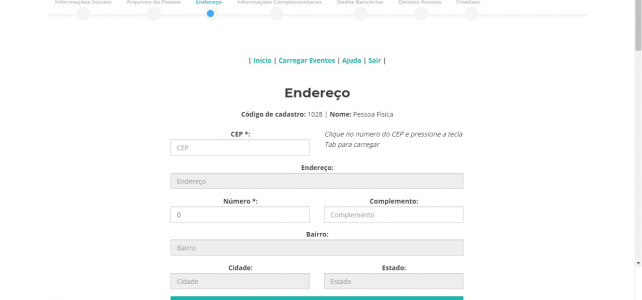 Informações Iniciais Arquivos da Pessoa Endereço Informações Complementares Dados Bancários Demais Anexos Finalizar
| Início | Carregar Eventos | Ajuda | Sair |
Endereço
Código de cadastro: 1028 | Nome: Pessoa Física
CEP *:
CEP
Clique no número do CEP e pressione a tecla
Tab para carregar
Endereço:
Endereço
Número *: Complemento:
0 Complemento
Bairro:
Bairro
Cidade: Estado:
Cidade Estado